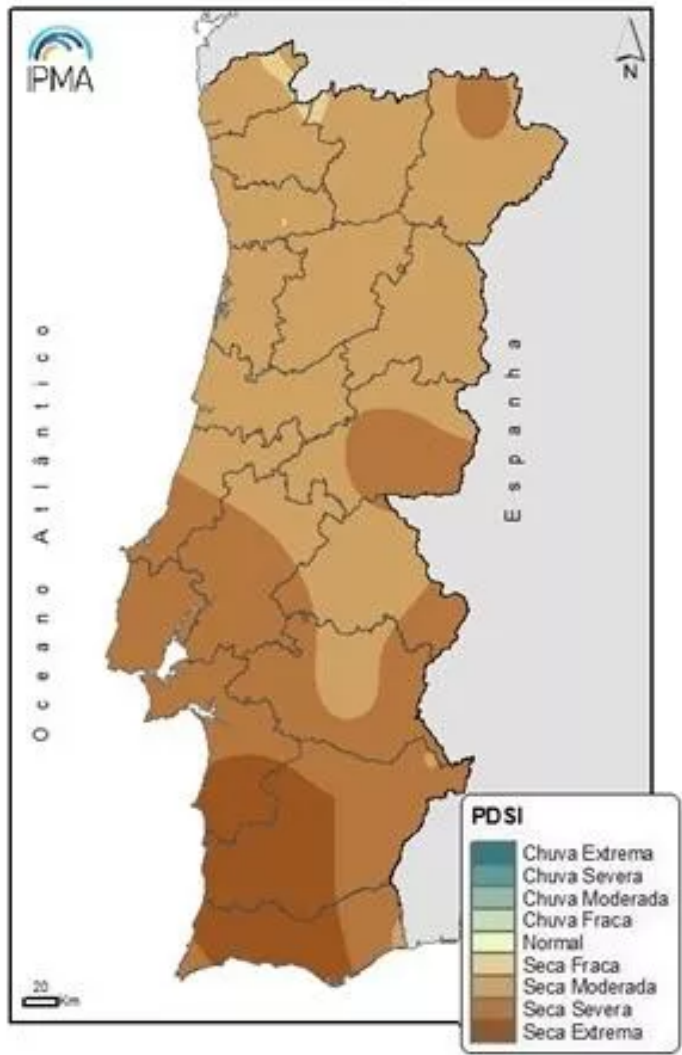 IPMA
N
Oceano Atlântico
Espanha
PDSI
Chuva Extrema
Chuva Severa
Chuva Moderada
Chuva Fraca
Normal
Seca Fraca
Seca Moderada
Seca Severa
Seca Extrema
20
Km